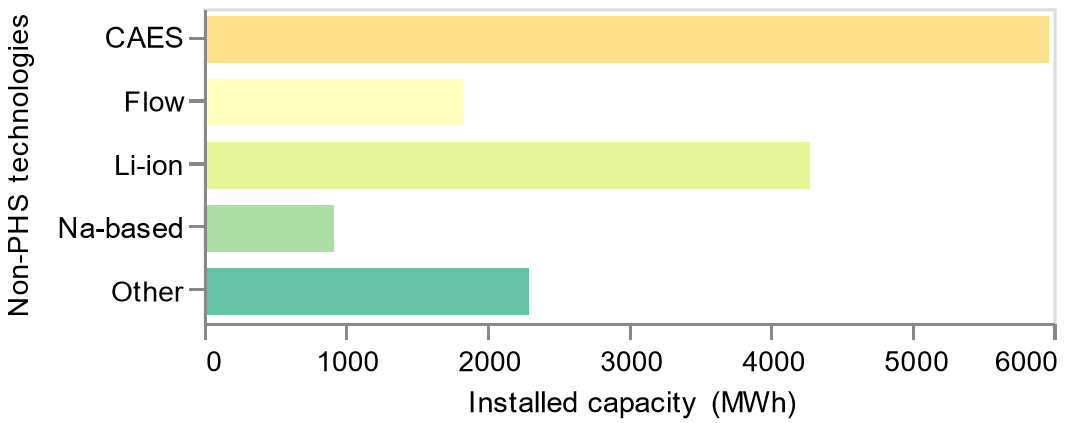 Non-PHS technologies
CAES
Flow
Li-ion
Na-based
Other
0 1000 2000 3000 4000 5000 6000
Installed capacity (MWh)